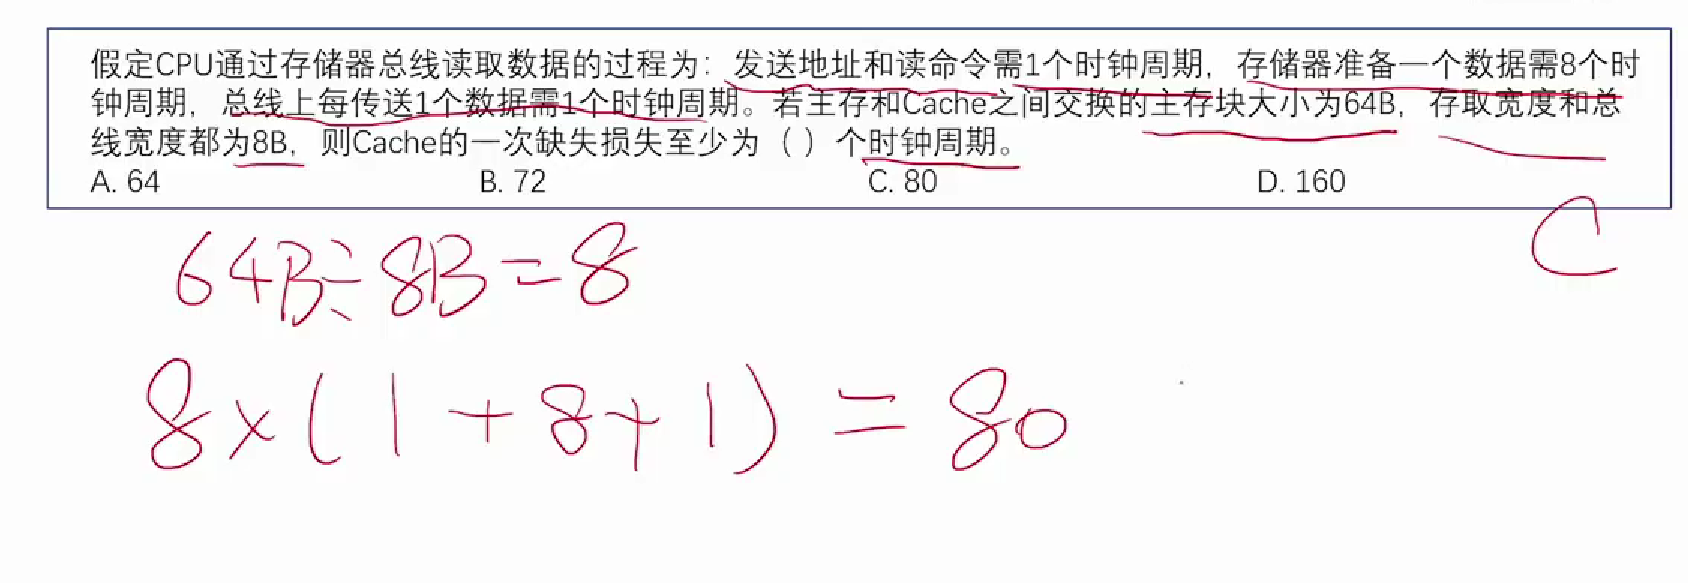 假定CPU通过存储器总线读取数据的过程为：发送地址和读命令需1个时钟周期，存储器准备一个数据需8个时
钟周期，总线上每传送1个数据需1个时钟周期。若主存和Cache之间交换的主存块大小为64B，存取宽度和总
线宽度都为8B，则Cache的一次缺失损失至少为（ ）个时钟周期。
A. 64 B. 72 C. 80 D. 160
C
64B÷8B=8
8×(1+8+1)=80